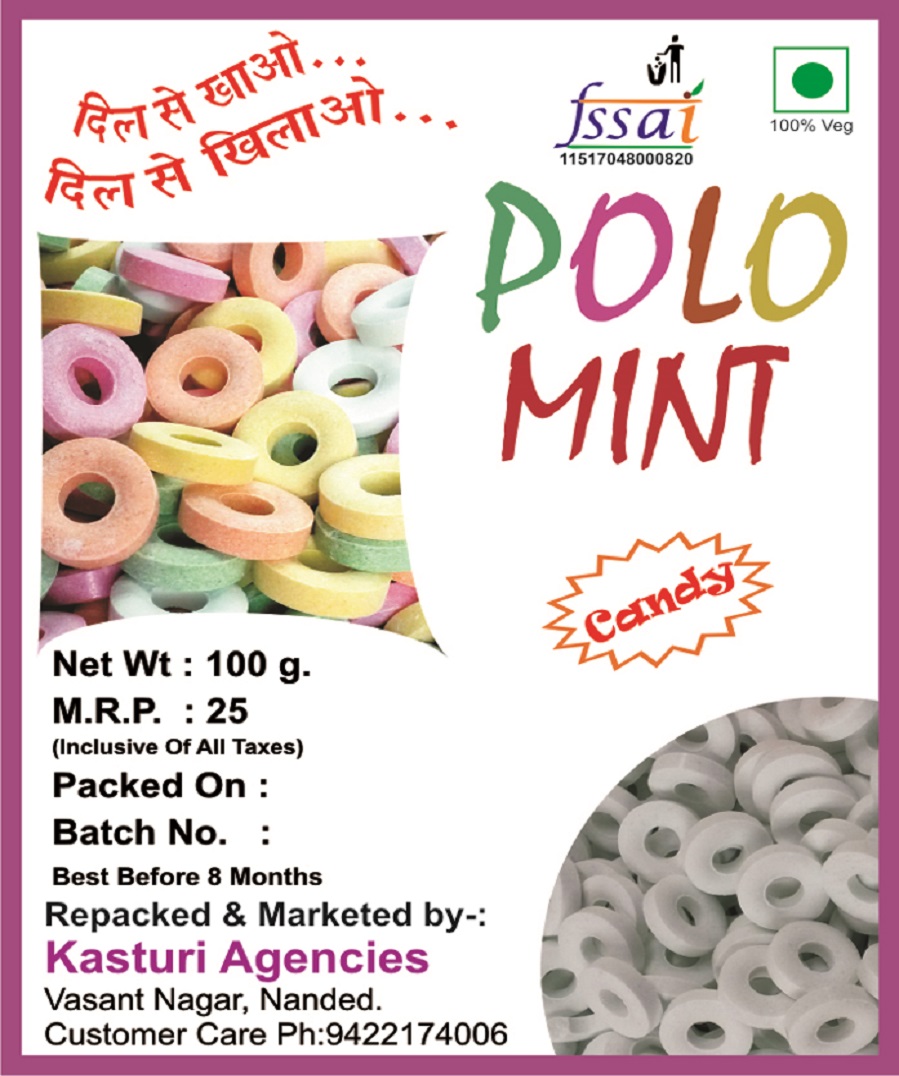 दिल से खाओ...
दिल से खिलाओ...
fssai
11517048000820
100% Veg
POLO
MINT
Candy
Net Wt : 100 g.
M.R.P. : 25
(Inclusive Of All Taxes)
Packed On :
Batch No. :
Best Before 8 Months
Repacked & Marketed by-:
Kasturi Agencies
Vasant Nagar, Nanded.
Customer Care Ph:9422174006